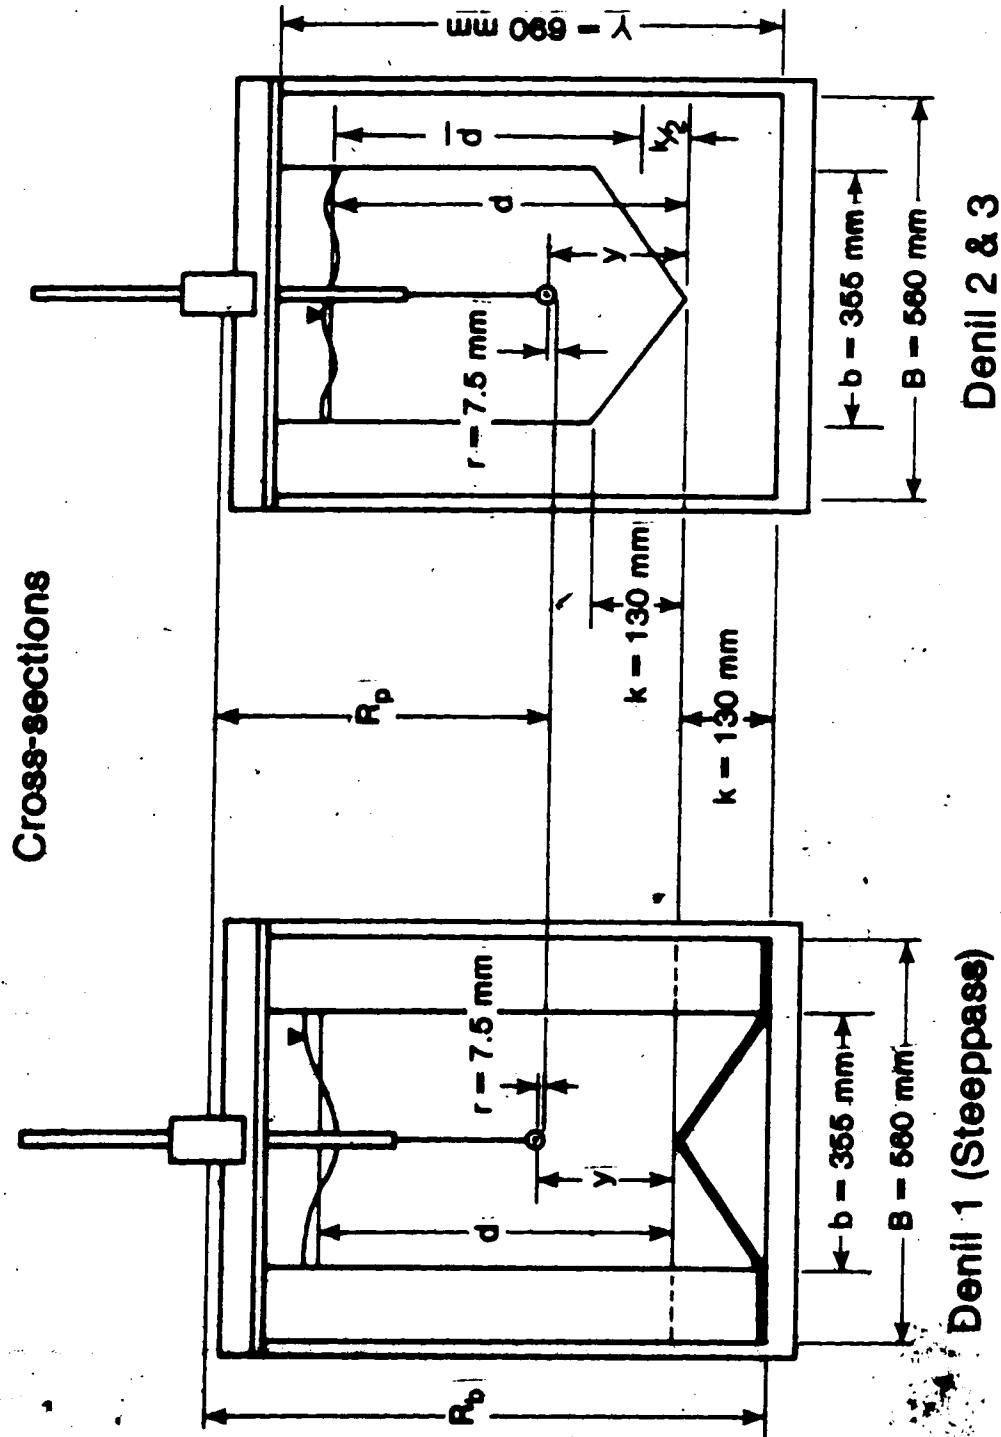 Cross-sections
Rb
d
y
r = 7.5 mm
b = 355 mm
B = 560 mm
Denil 1 (Steeppass)
Rp
k = 130 mm
k = 130 mm
r = 7.5 mm
y
d
d
k/2
Y = 690 mm
b = 355 mm
B = 560 mm
Denil 2 & 3